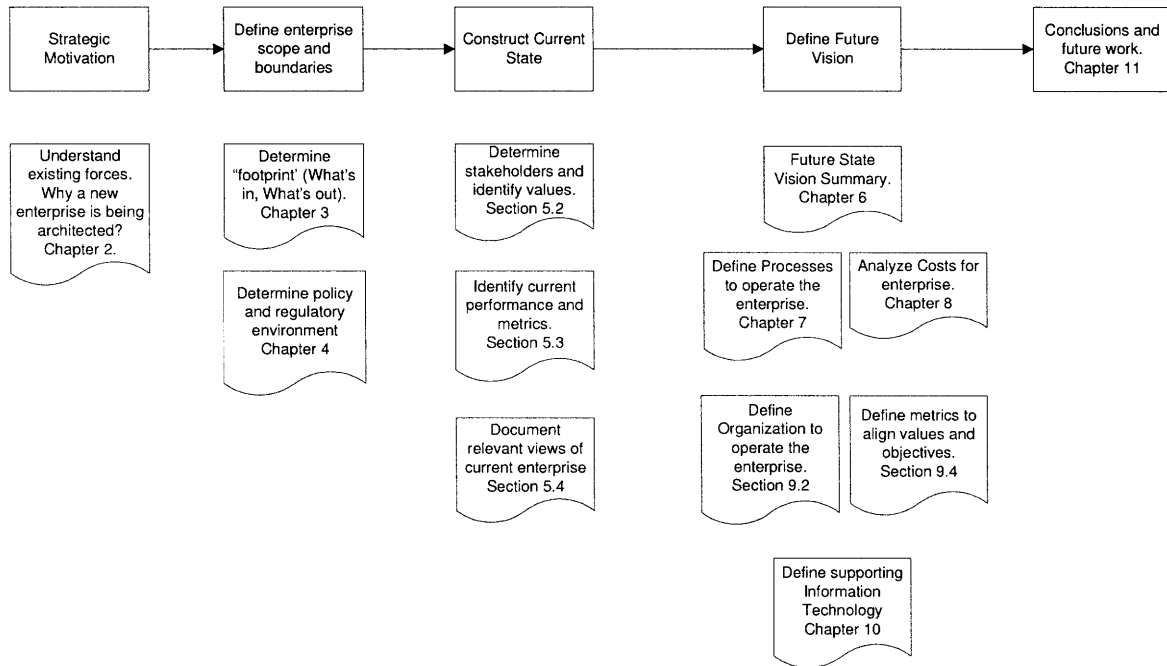 Strategic
Motivation
Define enterprise
scope and
boundaries
Construct Current
State
Define Future
Vision
Conclusions and
future work.
Chapter 11
Understand
existing forces.
Why a new
enterprise is being
architected?
Chapter 2.
Determine
“footprint’ (What’s
in, What’s out).
Chapter 3
Determine policy
and regulatory
environment
Chapter 4
Determine
stakeholders and
identify values.
Section 5.2
Identify current
performance and
metrics.
Section 5.3
Document
relevant views of
current enterprise
Section 5.4
Future State
Vision Summary.
Chapter 6
Define Processes
to operate the
enterprise.
Chapter 7
Analyze Costs for
enterprise.
Chapter 8
Define
Organization to
operate the
enterprise.
Section 9.2
Define metrics to
align values and
objectives.
Section 9.4
Define supporting
Information
Technology
Chapter 10